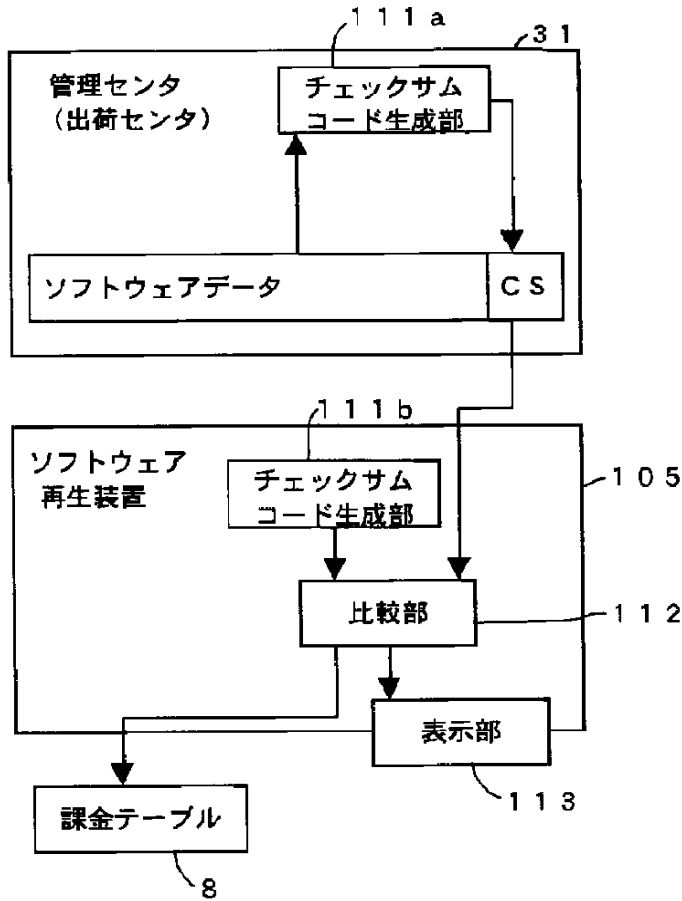 111a
31
管理センタ
(出荷センタ)
チェックサム
コード生成部
ソフトウェアデータ
CS
111b
ソフトウェア
再生装置
チェックサム
コード生成部
105
比較部
112
表示部
113
課金テーブル
8